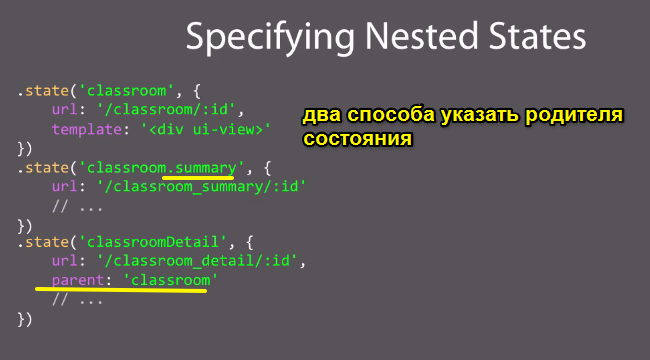 Specifying Nested States
.state('classroom', {
url: '/classroom/:id',
template: '<div ui-view>'
})
два способа указать родителя
состояния
.state('classroom.summary', {
url: '/classroom_summary/:id'
// ...
})
.state('classroomDetail', {
url: '/classroom_detail/:id',
parent: 'classroom'
// ...
})